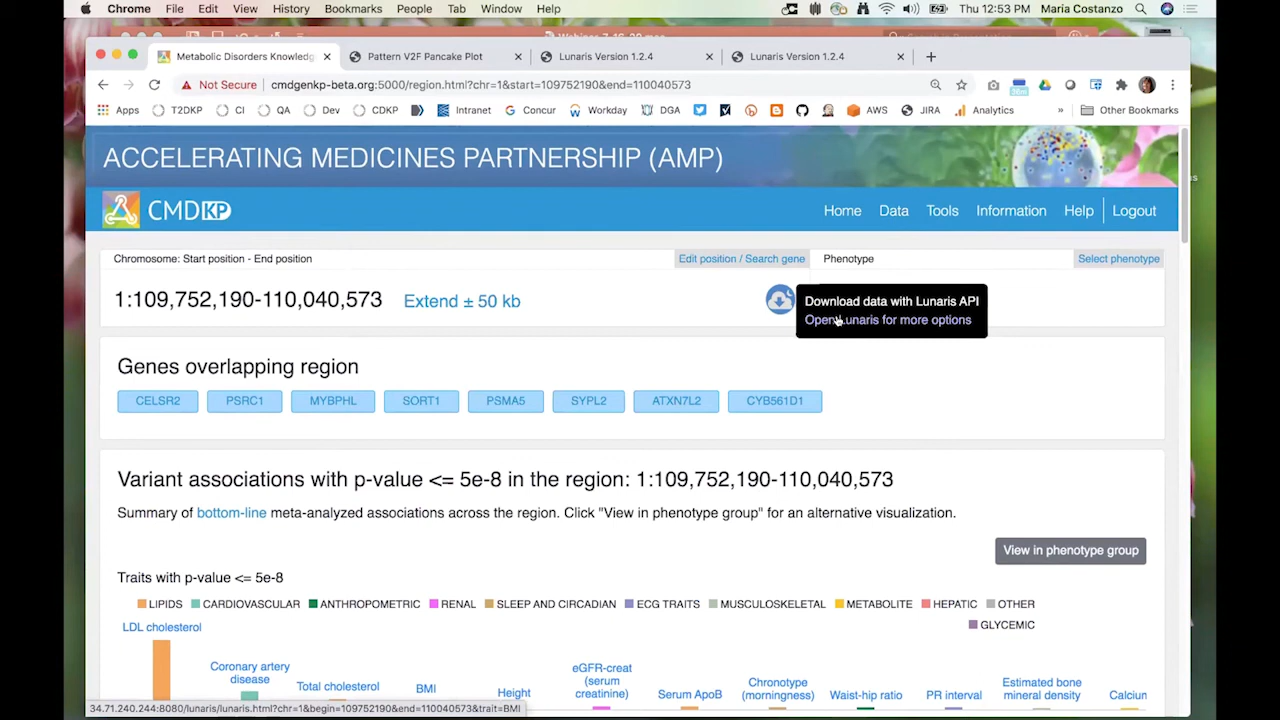 Chrome File Edit View History Bookmarks People Tab Window Help Thu 12:53 PM Maria Costanzo
Metabolic Disorders Knowledg Pattern V2F Pancake Plot Lunaris Version 1.2.4 Lunaris Version 1.2.4
Not Secure cmdgenkp-beta.org:5000/region.html?chr=1&start=109752190&end=110040573
Apps T2DKP CI QA Dev CDKP Intranet Concur Workday DGA AWS JIRA Analytics » Other Bookmarks
ACCELERATING MEDICINES PARTNERSHIP (AMP)
CMDKP Home Data Tools Information Help Logout
Chromosome: Start position - End position Edit position / Search gene Phenotype Select phenotype
1:109,752,190-110,040,573 Extend ± 50 kb
Download data with Lunaris API
Open Lunaris for more options
Genes overlapping region
CELSR2 PSRC1 MYBPHL SORT1 PSMA5 SYPL2 ATXN7L2 CYB561D1
Variant associations with p-value <= 5e-8 in the region: 1:109,752,190-110,040,573
Summary of bottom-line meta-analyzed associations across the region. Click "View in phenotype group" for an alternative visualization.
View in phenotype group
Traits with p-value <= 5e-8
LIPIDS CARDIOVASCULAR ANTHROPOMETRIC RENAL SLEEP AND CIRCADIAN ECG TRAITS MUSCULOSKELETAL METABOLITE HEPATIC OTHER
GLYCEMIC
LDL cholesterol
Coronary artery
disease
Total cholesterol
BMI
Height
eGFR-creat
(serum
creatinine)
Serum ApoB
Chronotype
(morningness)
Waist-hip ratio
PR interval
Estimated bone
mineral density
Calcium
34.71.240.244:8080/lunaris/lunaris.html?chr=1&begin=109752190&end=110040573&trait=BMI